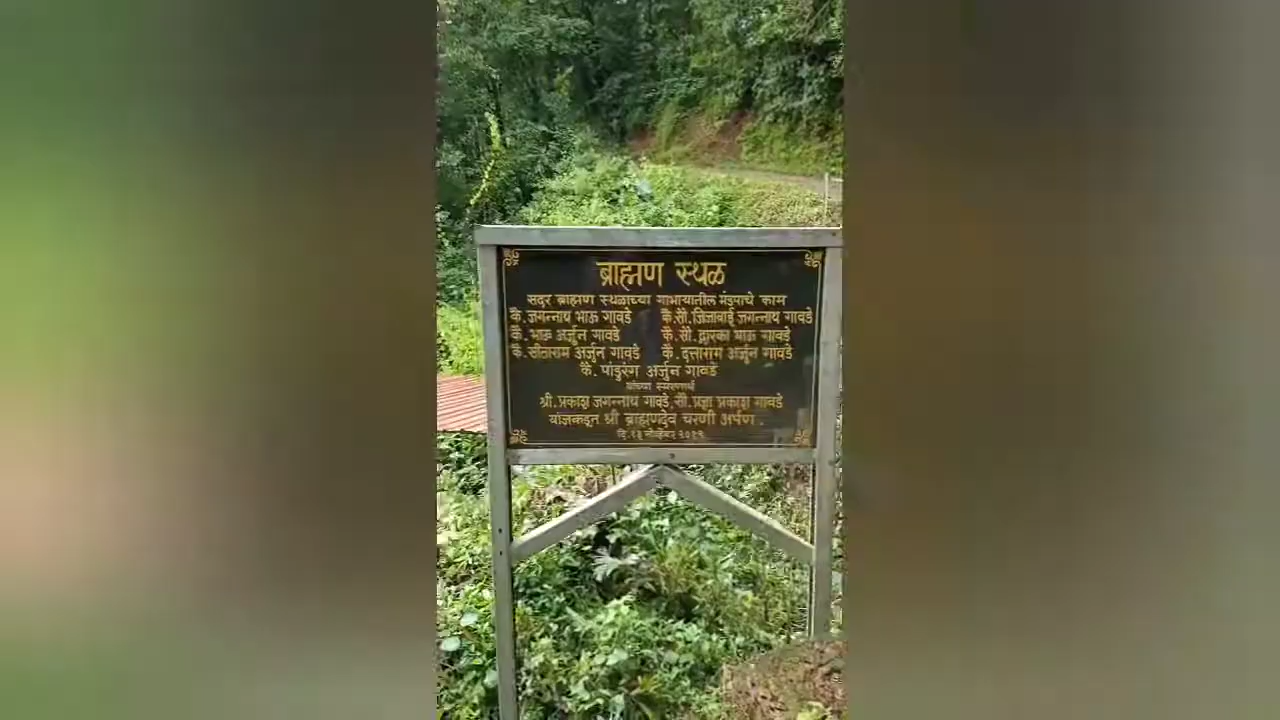 ब्राह्मण स्थळ
सदर ब्राह्मण स्थळाच्या गाभाऱ्यातील मंडपाचे काम
कै. जगन्नाथ भाऊ गावडे कै.सौ.जिजाबाई जगन्नाथ गावडे
कै. भाऊ अर्जुन गावडे कै. सौ. द्वारका भाऊ गावडे
कै. सीताराम अर्जुन गावडे कै. दत्ताराम अर्जुन गावडे
कै. पांडुरंग अर्जुन गावडे
यांच्या स्मरणार्थ
श्री. प्रकाश जगन्नाथ गावडे, सौ. प्रज्ञा प्रकाश गावडे
यांजकडून श्री ब्राह्मणदेव चरणी अर्पण.
दि. नोव्हेंबर